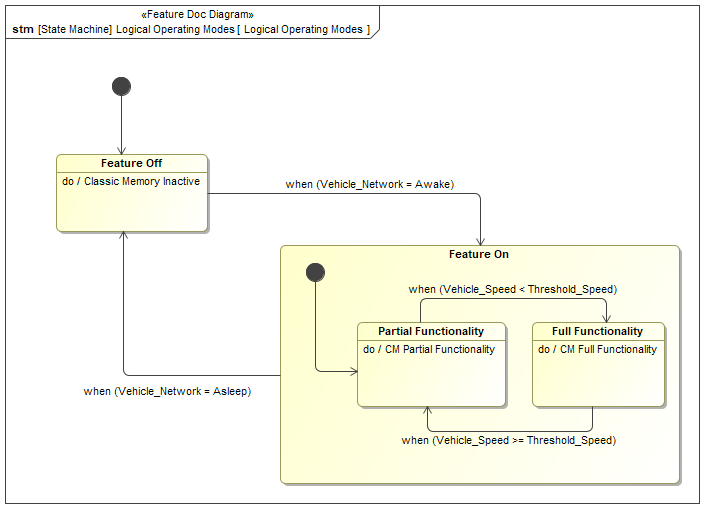 «Feature Doc Diagram»
stm [State Machine] Logical Operating Modes [ Logical Operating Modes ]
Feature Off
do / Classic Memory Inactive
when (Vehicle_Network = Awake)
Feature On
when (Vehicle_Speed < Threshold_Speed)
Partial Functionality
do / CM Partial Functionality
Full Functionality
do / CM Full Functionality
when (Vehicle_Network = Asleep)
when (Vehicle_Speed >= Threshold_Speed)